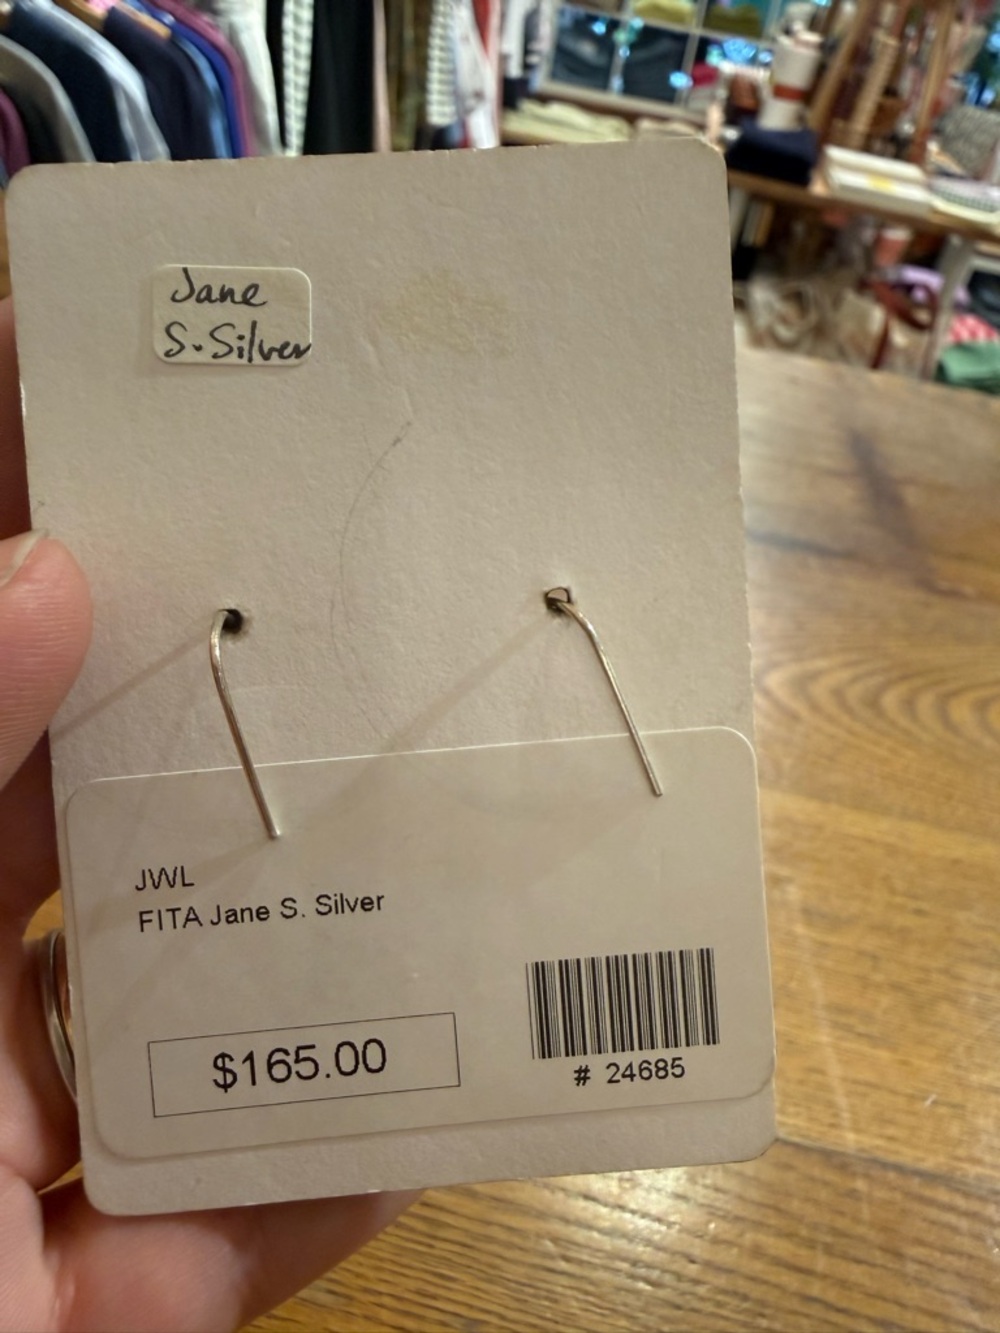 Jane
S. Silver
JWL
FITA Jane S. Silver
$165.00
# 24685